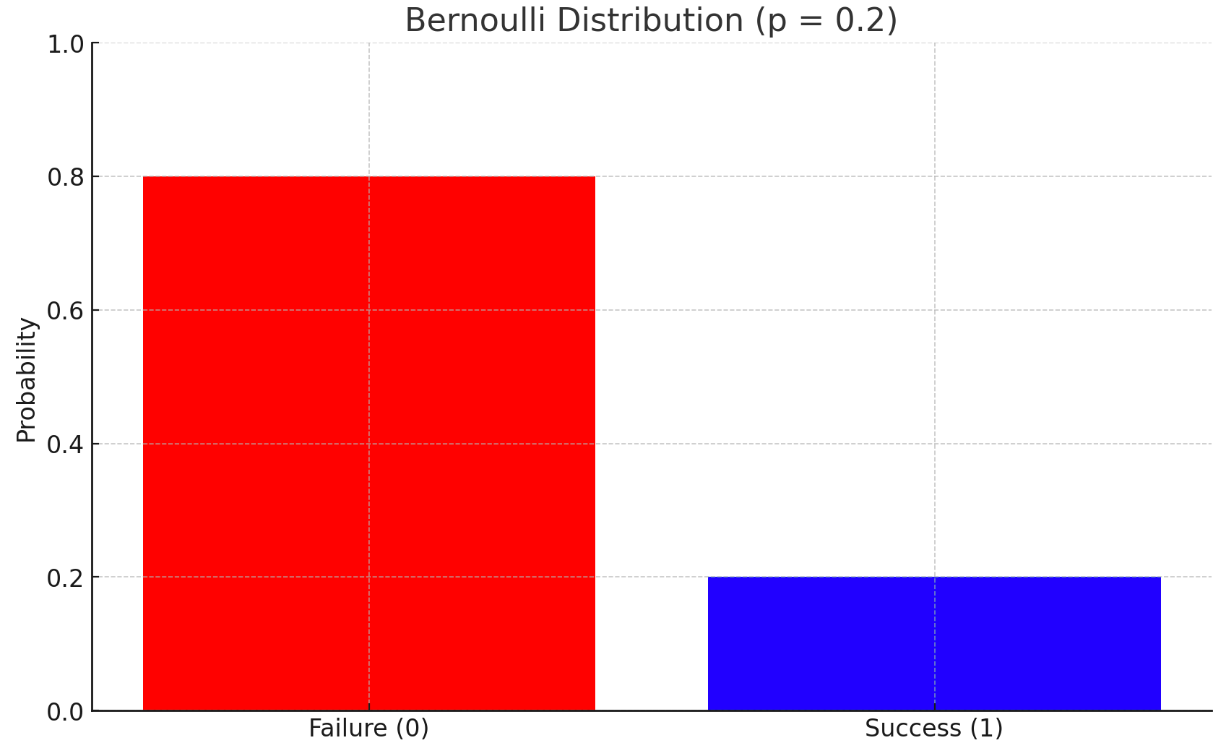 Bernoulli Distribution (p = 0.2)
1.0
0.8
0.6
0.4
0.2
0.0
Probability
Failure (0)
Success (1)